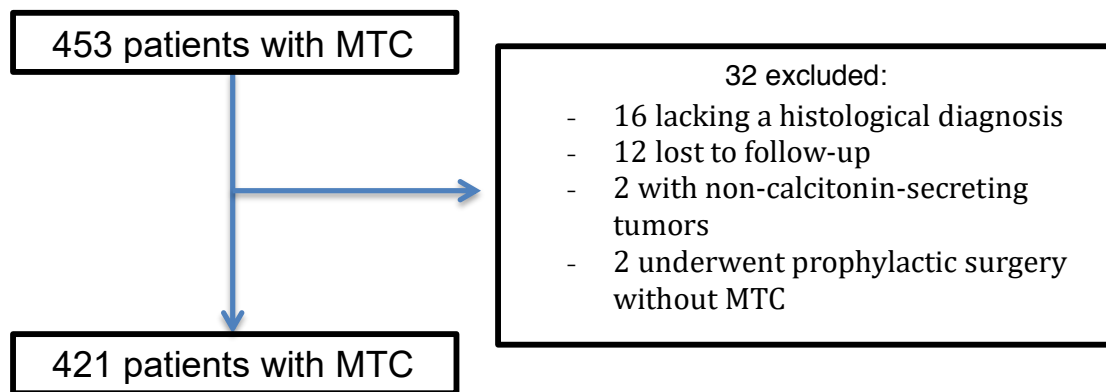 453 patients with MTC
32 excluded:
- 16 lacking a histological diagnosis
- 12 lost to follow-up
- 2 with non-calcitonin-secreting
tumors
- 2 underwent prophylactic surgery
without MTC
421 patients with MTC